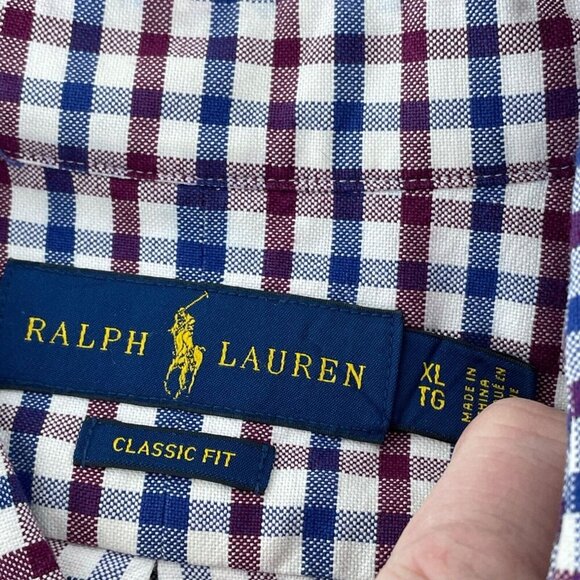 RALPH LAUREN
XL
TG
MADE IN
CHINA
CLASSIC FIT